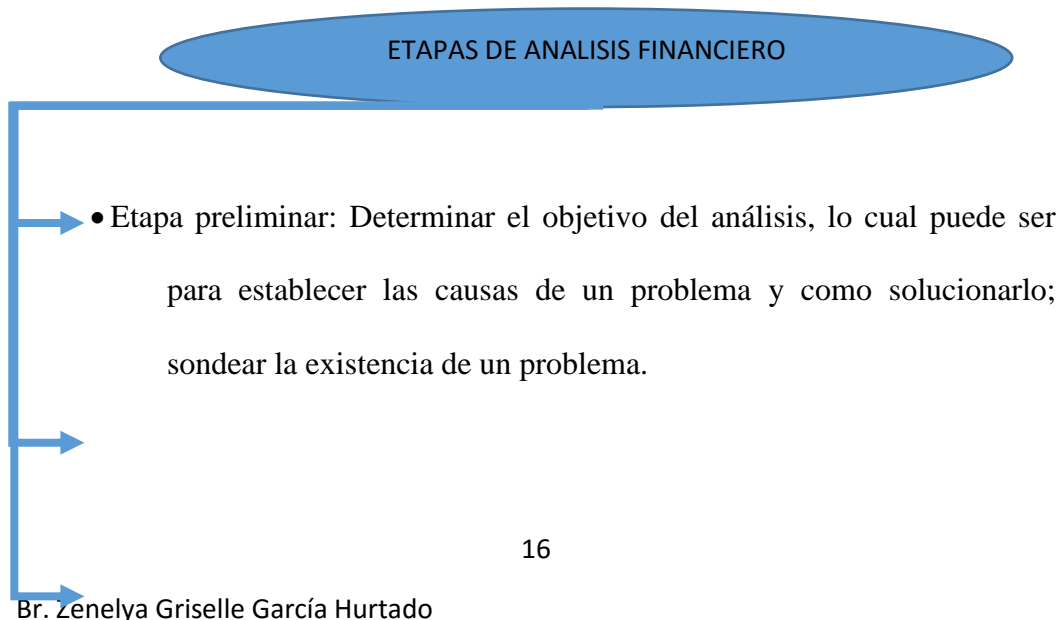 ETAPAS DE ANALISIS FINANCIERO
• Etapa preliminar: Determinar el objetivo del análisis, lo cual puede ser
para establecer las causas de un problema y como solucionarlo;
sondear la existencia de un problema.
16
Br. Zenelya Griselle García Hurtado